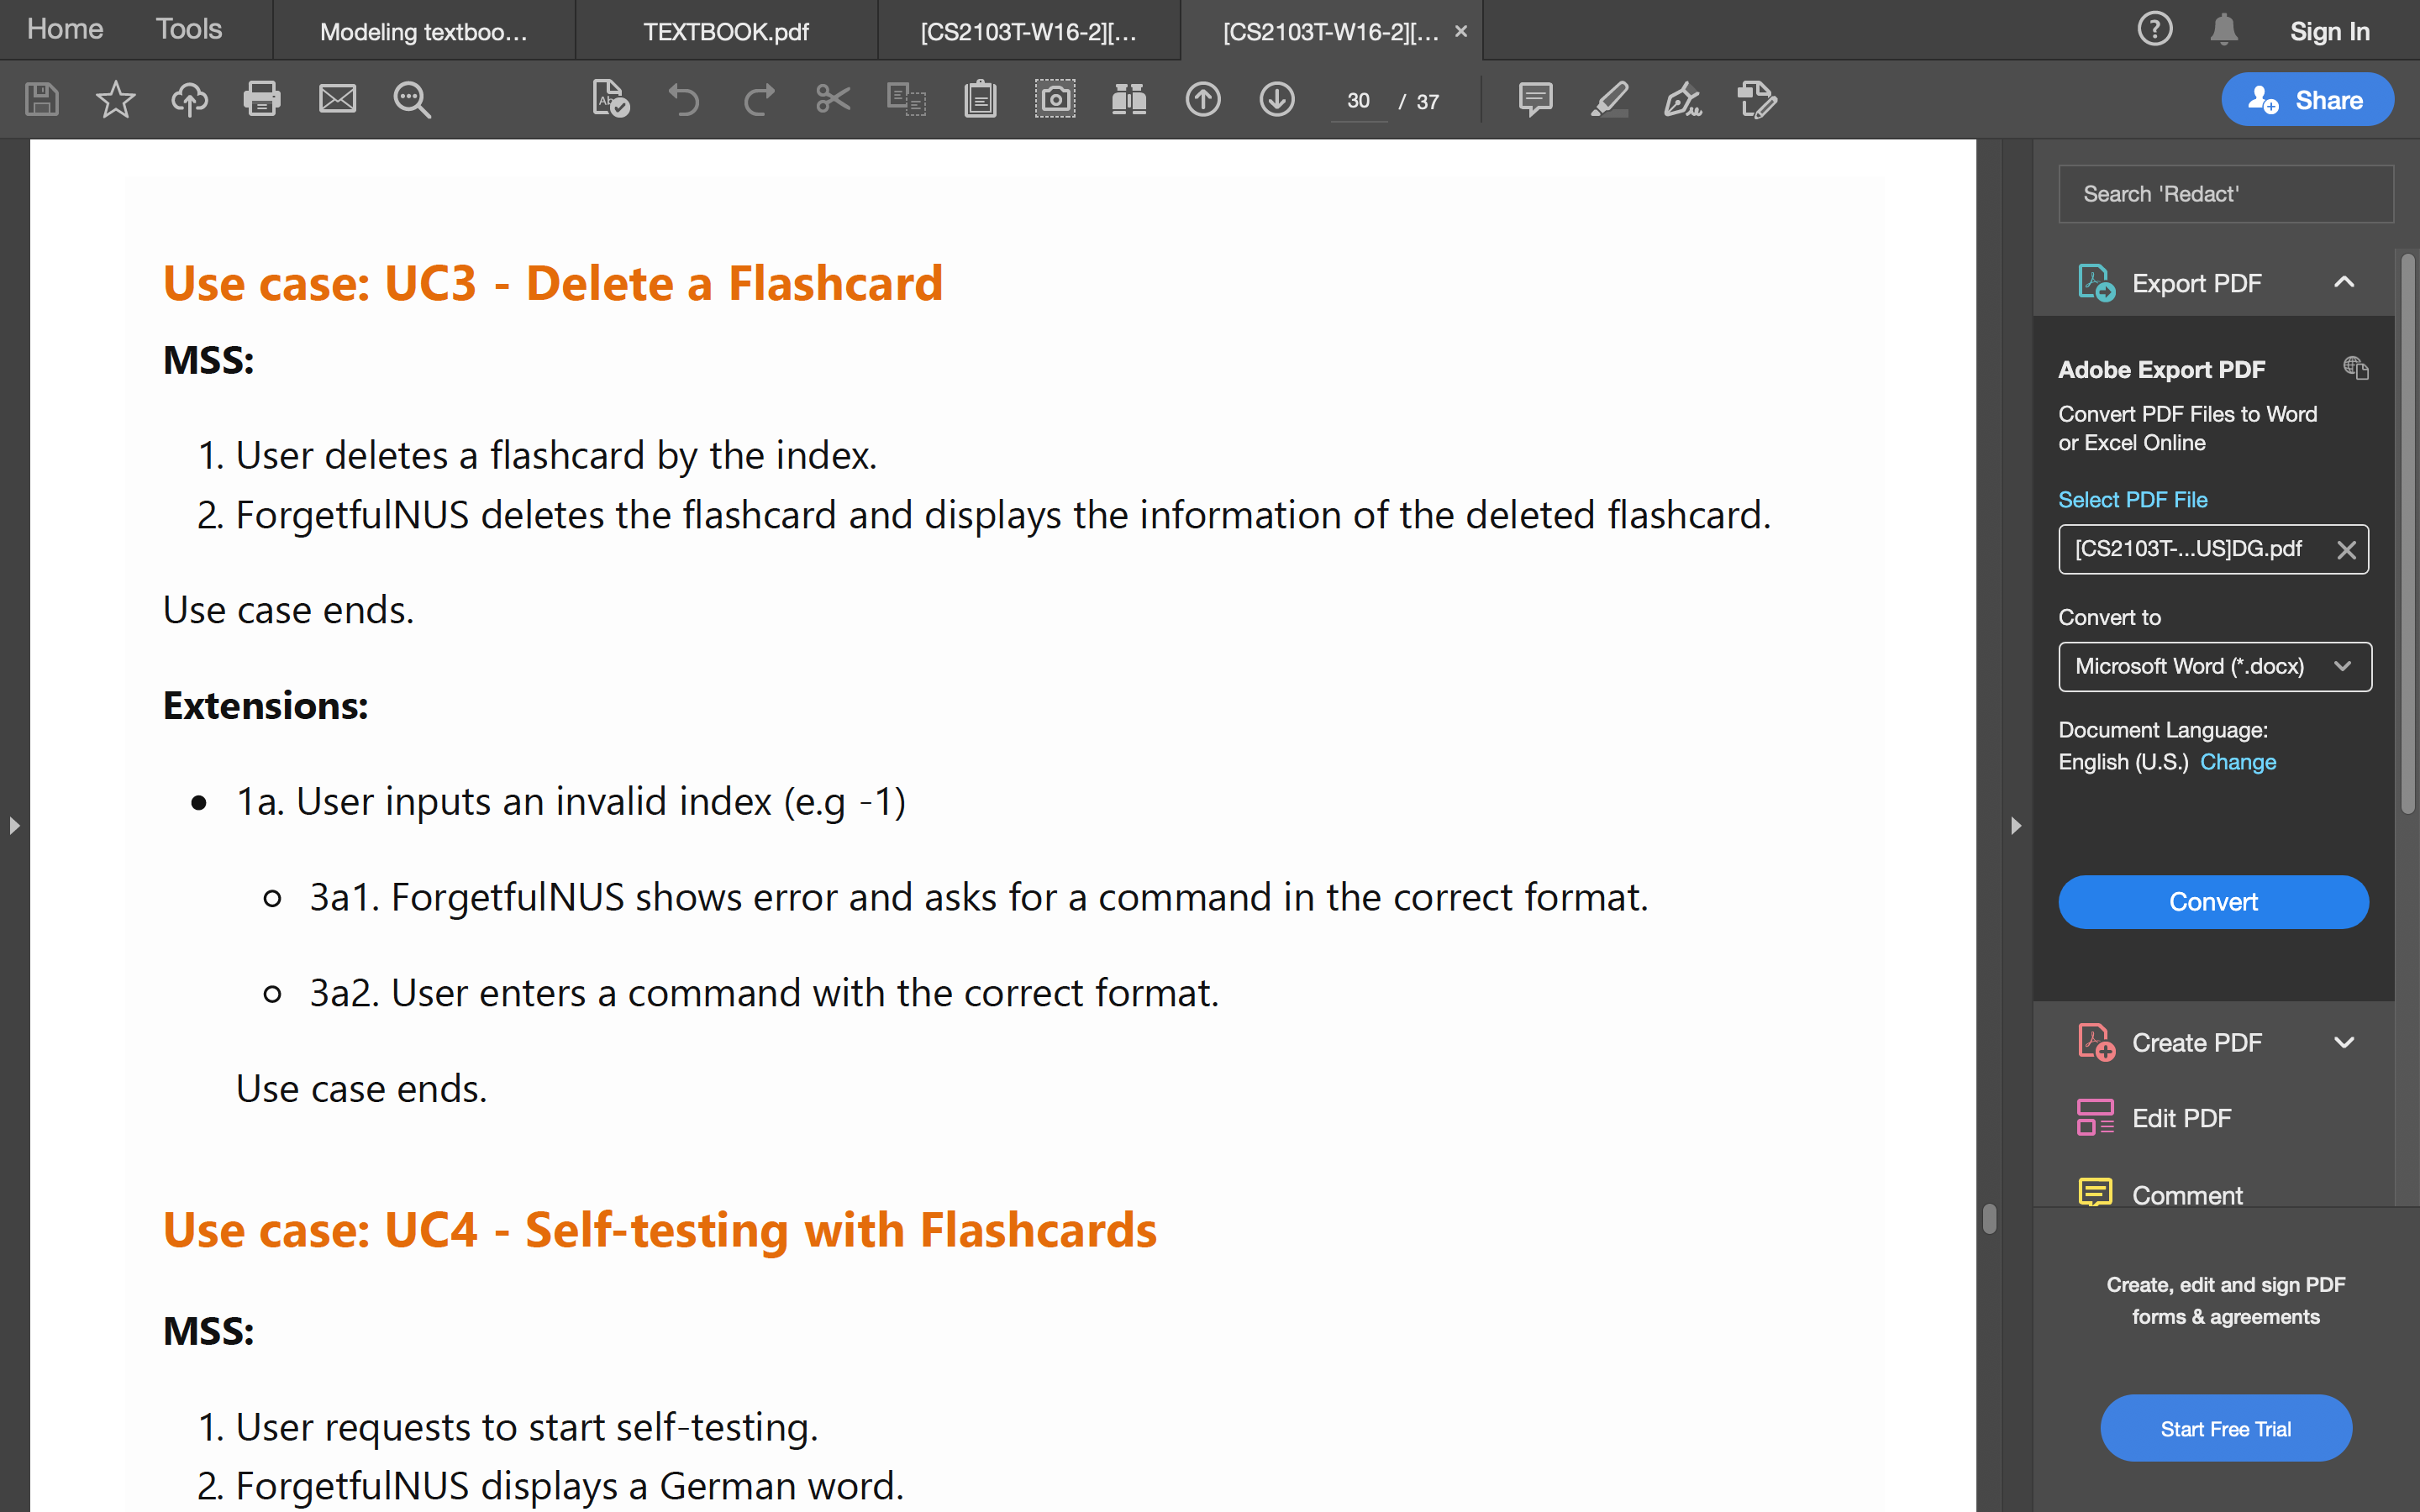 Home
Tools
Modeling textboo...
TEXTBOOK.pdf
[CS2103T-W16-2][...
[CS2103T-W16-2][... ×
Sign In
30 / 37
Share
Use case: UC3 - Delete a Flashcard
MSS:
1. User deletes a flashcard by the index.
2. ForgetfulNUS deletes the flashcard and displays the information of the deleted flashcard.
Use case ends.
Extensions:
● 1a. User inputs an invalid index (e.g -1)
○ 3a1. ForgetfulNUS shows error and asks for a command in the correct format.
○ 3a2. User enters a command with the correct format.
Use case ends.
Use case: UC4 - Self-testing with Flashcards
MSS:
1. User requests to start self-testing.
2. ForgetfulNUS displays a German word.
Search 'Redact'
Export PDF
Adobe Export PDF
Convert PDF Files to Word
or Excel Online
Select PDF File
[CS2103T-...US]DG.pdf
Convert to
Microsoft Word (*.docx)
Document Language:
English (U.S.) Change
Convert
Create PDF
Edit PDF
Comment
Create, edit and sign PDF
forms & agreements
Start Free Trial